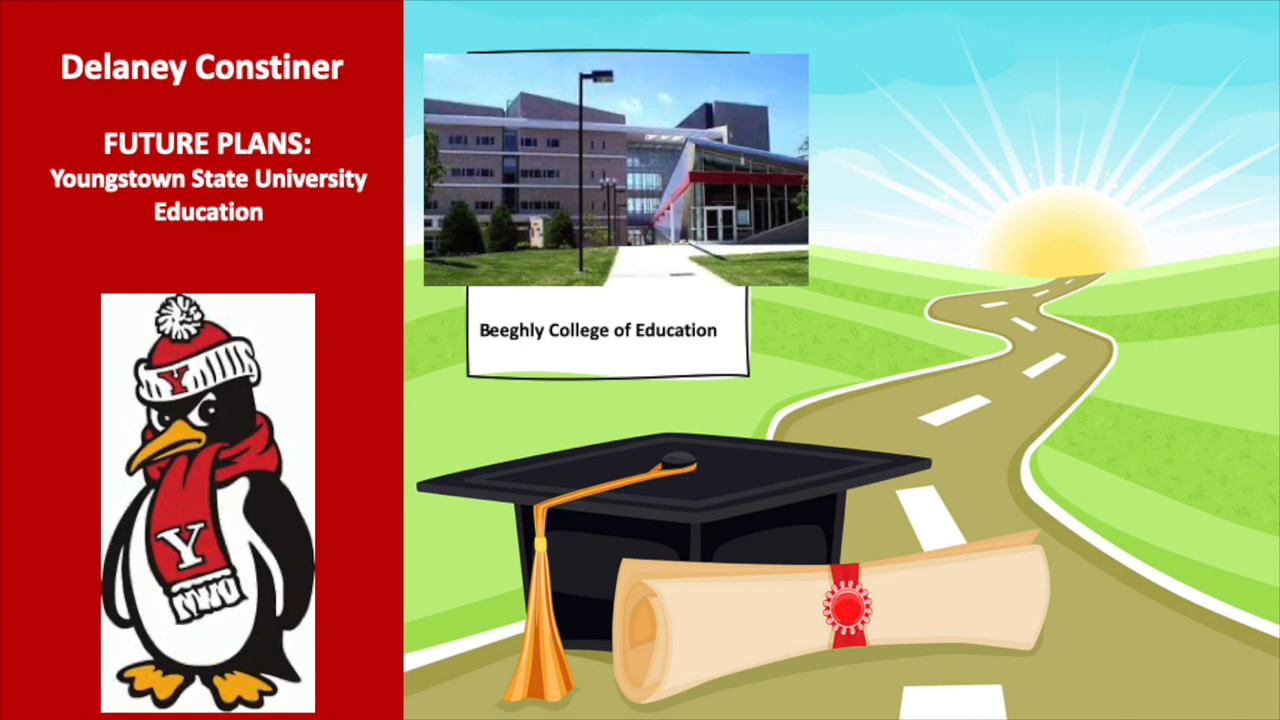 Delaney Constiner
FUTURE PLANS:
Youngstown State University
Education
Beeghly College of Education
Y
Y